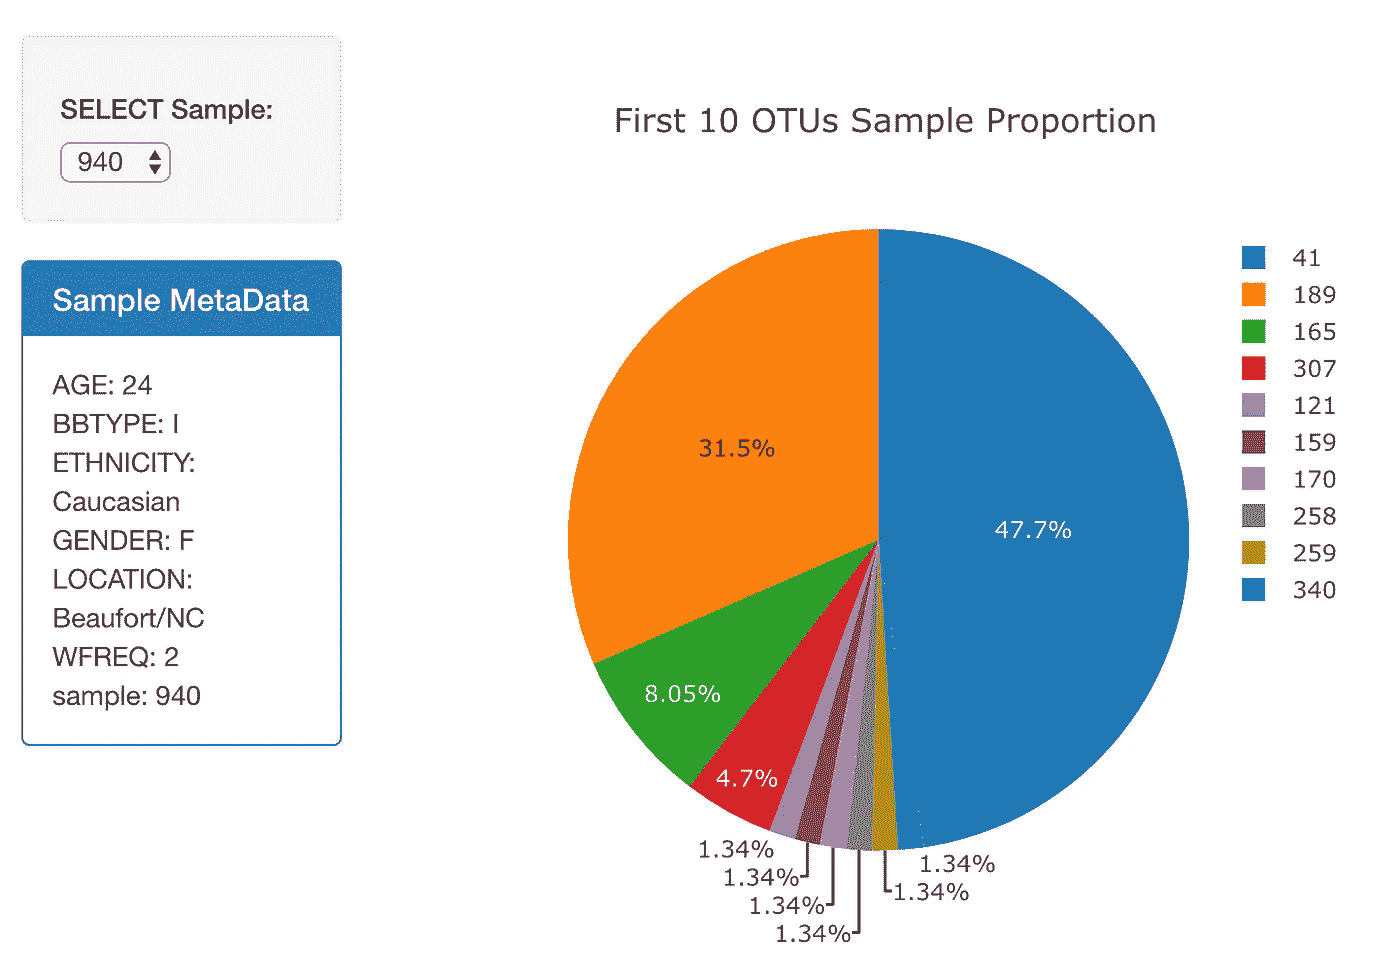 SELECT Sample:
940
Sample MetaData
AGE: 24
BBTYPE: I
ETHNICITY:
Caucasian
GENDER: F
LOCATION:
Beaufort/NC
WFREQ: 2
sample: 940
First 10 OTUs Sample Proportion
31.5%
47.7%
8.05%
4.7%
1.34%
1.34%
1.34%
1.34%
1.34%
1.34%
41
189
165
307
121
159
170
258
259
340